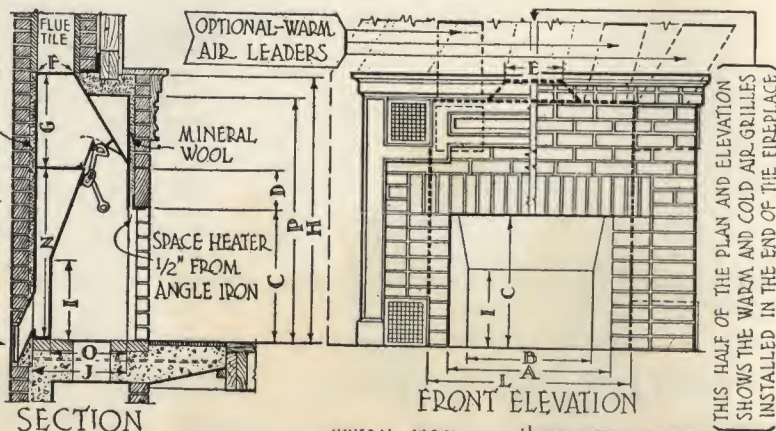 FLUE
TILE
F
G
N
I
O
J
SECTION
MINERAL
WOOL
D
P
H
C
SPACE HEATER
1/2" FROM
ANGLE IRON
OPTIONAL-WARM
AIR LEADERS
F
C
I
B
A
L
FRONT ELEVATION
THIS HALF OF THE PLAN AND ELEVATION
SHOWS THE WARM AND COLD AIR GRILLES
INSTALLED IN THE END OF THE FIREPLACE